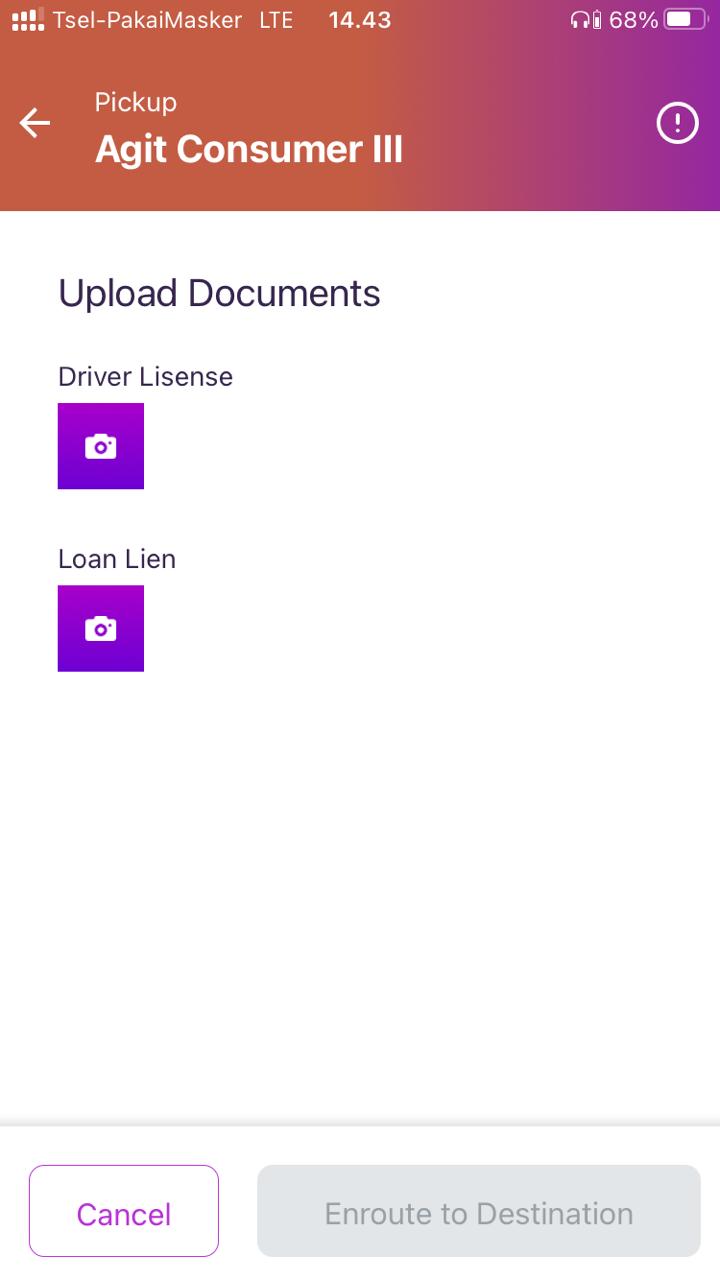 Tsel-PakaiMasker LTE 14.43 68%
Pickup
Agit Consumer III
Upload Documents
Driver Lisense
Loan Lien
Cancel
Enroute to Destination